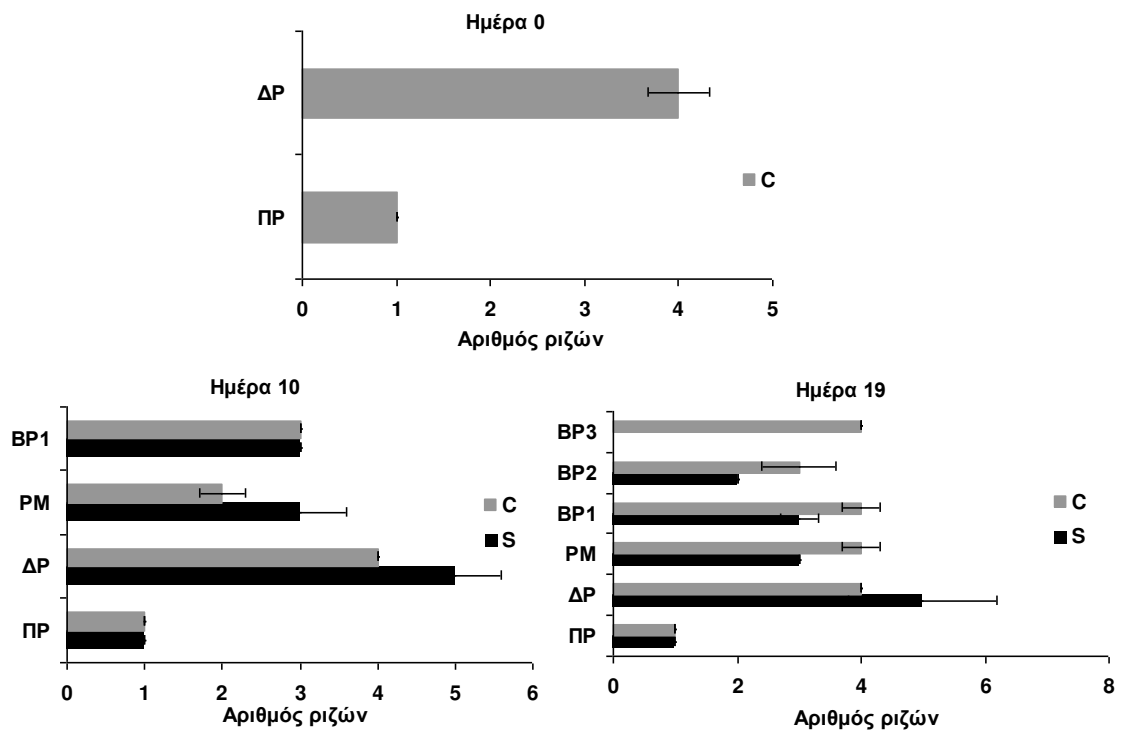 Ημέρα 0
ΔΡ
ΠΡ
C
0 1 2 3 4 5
Αριθμός ριζών
Ημέρα 10
ΒΡ1
ΡΜ
ΔΡ
ΠΡ
C
S
0 1 2 3 4 5 6
Αριθμός ριζών
Ημέρα 19
ΒΡ3
ΒΡ2
ΒΡ1
ΡΜ
ΔΡ
ΠΡ
C
S
0 2 4 6 8
Αριθμός ριζών